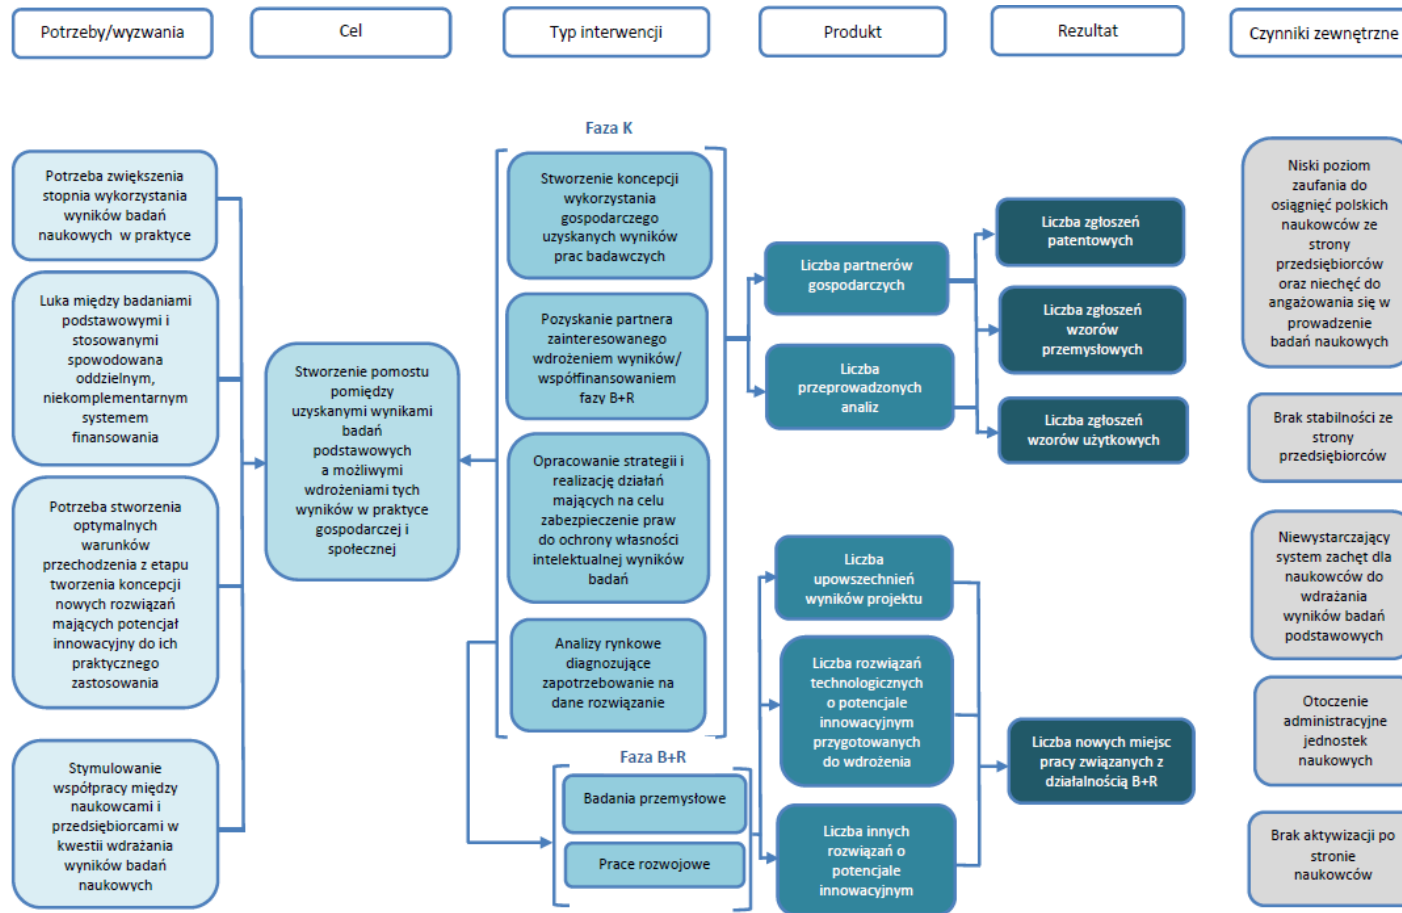 Potrzeby/wyzwania
Cel
Typ interwencji
Produkt
Rezultat
Czynniki zewnętrzne
Potrzeba zwiększenia
stopnia wykorzystania
wyników badań
naukowych w praktyce
Luka między badaniami
podstawowymi i
stosowanymi
spowodowana
oddzielnym,
niekomplementarnym
systemem
finansowania
Potrzeba stworzenia
optymalnych
warunków
przechodzenia z etapu
tworzenia koncepcji
nowych rozwiązań
mających potencjał
innowacyjny do ich
praktycznego
zastosowania
Stymulowanie
współpracy między
naukowcami i
przedsiębiorcami w
kwestii wdrażania
wyników badań
naukowych
Stworzenie pomostu
pomiędzy
uzyskanymi wynikami
badań
podstawowych
a możliwymi
wdrożeniami tych
wyników w praktyce
gospodarczej i
społecznej
Faza K
Stworzenie koncepcji
wykorzystania
gospodarczego
uzyskanych wyników
prac badawczych
Pozyskanie partnera
zainteresowanego
wdrożeniem wyników/
współfinansowaniem
fazy B+R
Opracowanie strategii i
realizację działań
mających na celu
zabezpieczenie praw
do ochrony własności
intelektualnej wyników
badań
Analizy rynkowe
diagnozujące
zapotrzebowanie na
dane rozwiązanie
Faza B+R
Badania przemysłowe
Prace rozwojowe
Liczba partnerów
gospodarczych
Liczba
przeprowadzonych
analiz
Liczba
upowszechnień
wyników projektu
Liczba rozwiązań
technologicznych
o potencjale
innowacyjnym
przygotowanych
do wdrożenia
Liczba innych
rozwiązań o
potencjale
innowacyjnym
Liczba zgłoszeń
patentowych
Liczba zgłoszeń
wzorów
przemysłowych
Liczba zgłoszeń
wzorów użytkowych
Liczba nowych miejsc
pracy związanych z
działalnością B+R
Niski poziom
zaufania do
osiągnięć polskich
naukowców ze
strony
przedsiębiorców
oraz niechęć do
angażowania się w
prowadzenie
badań naukowych
Brak stabilności ze
strony
przedsiębiorców
Niewystarczający
system zachęt dla
naukowców do
wdrażania
wyników badań
podstawowych
Otoczenie
administracyjne
jednostek
naukowych
Brak aktywizacji po
stronie
naukowców